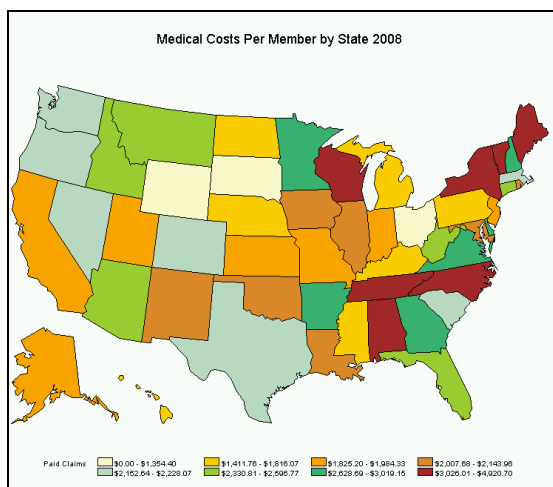 Medical Costs Per Member by State 2008
Paid Claims
$0.00 - $1,354.40
$1,411.76 - $1,816.07
$1,825.20 - $1,984.33
$2,007.68 - $2,143.96
$2,152.64 - $2,228.07
$2,330.81 - $2,596.77
$2,628.69 - $3,019.15
$3,026.01 - $4,920.70